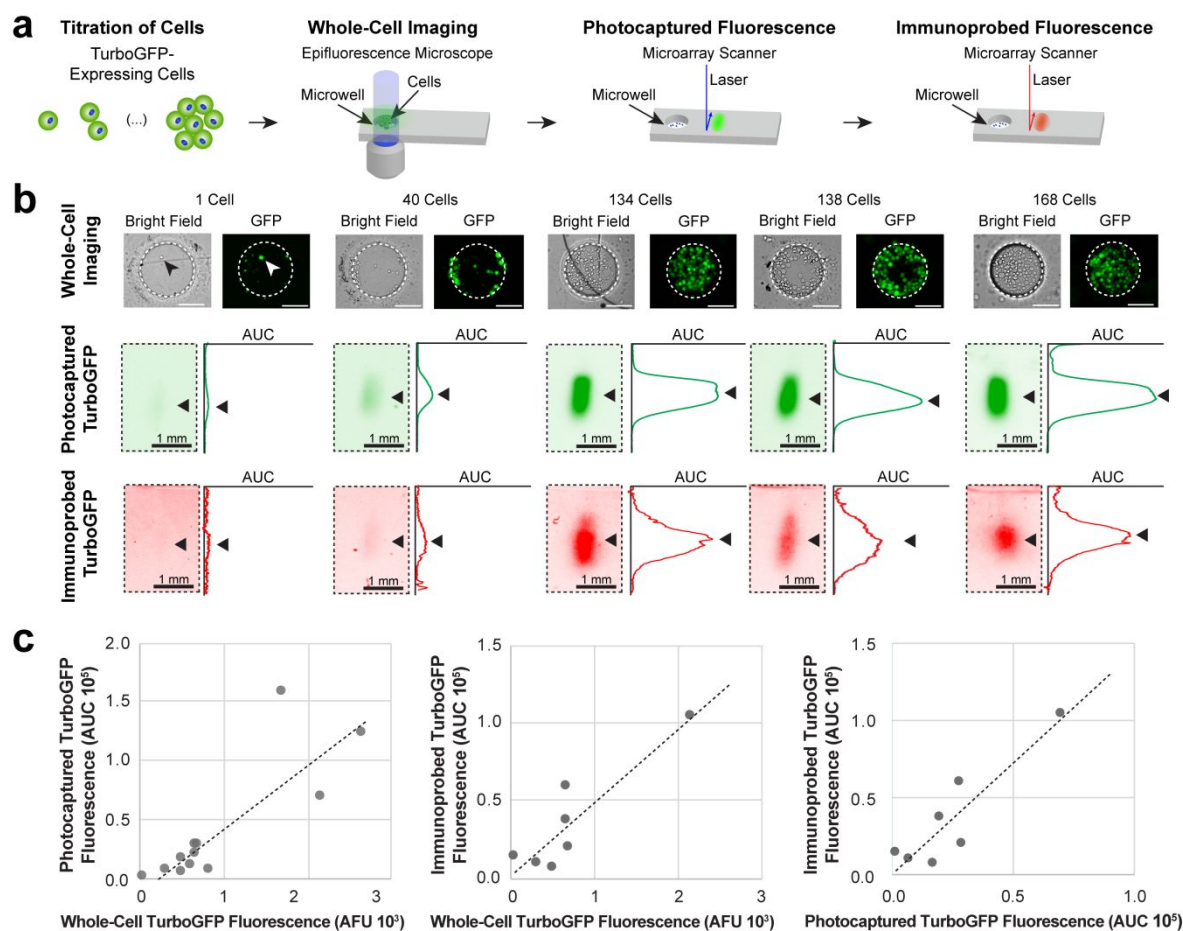 a
Titration of Cells
TurboGFP-
Expressing Cells
(...)
Whole-Cell Imaging
Epifluorescence Microscope
Microwell
Cells
Photocaptured Fluorescence
Microarray Scanner
Laser
Microwell
Immunoprobed Fluorescence
Microarray Scanner
Laser
Microwell
b
1 Cell
40 Cells
134 Cells
138 Cells
168 Cells
Bright Field
GFP
Bright Field
GFP
Bright Field
GFP
Bright Field
GFP
Bright Field
GFP
Whole-Cell
Imaging
Photocaptured
TurboGFP
AUC
AUC
AUC
AUC
AUC
1 mm
1 mm
1 mm
1 mm
1 mm
Immunoprobed
TurboGFP
AUC
AUC
AUC
AUC
AUC
1 mm
1 mm
1 mm
1 mm
1 mm
c
Photocaptured TurboGFP
Fluorescence (AUC 10⁵)
2.0
1.5
1.0
0.5
0.0
0
1
2
3
Whole-Cell TurboGFP Fluorescence (AFU 10³)
Immunoprobed TurboGFP
Fluorescence (AUC 10⁵)
1.5
1.0
0.5
0.0
0
1
2
3
Whole-Cell TurboGFP Fluorescence (AFU 10³)
Immunoprobed TurboGFP
Fluorescence (AUC 10⁵)
1.5
1.0
0.5
0.0
0.0
0.5
1.0
Photocaptured TurboGFP Fluorescence (AUC 10⁵)